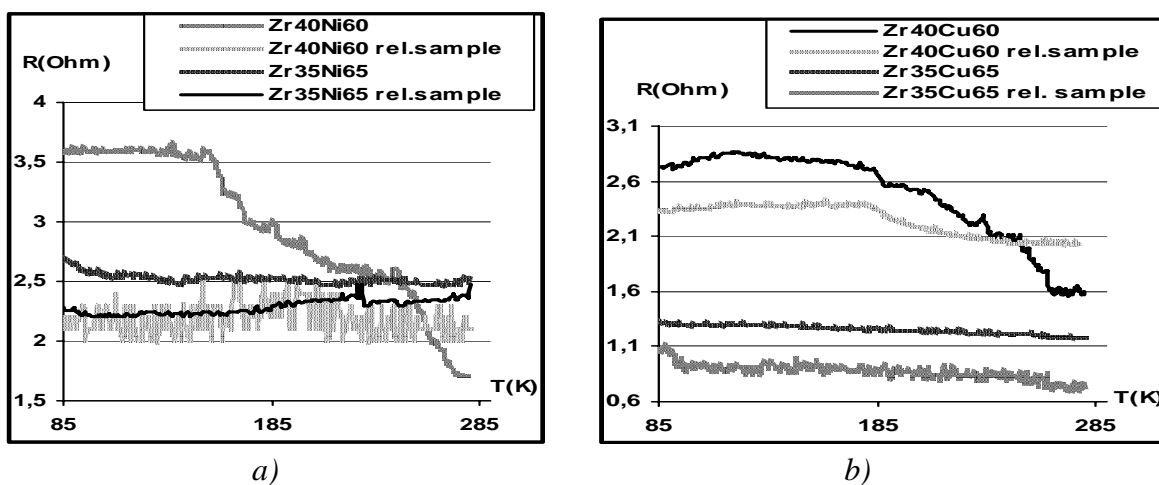 Zr40Ni60
Zr40Ni60 rel.sample
Zr35Ni65
Zr35Ni65 rel.sample
R(Ohm)
4
3,5
3
2,5
2
1,5
T(K)
85
185
285
a)
Zr40Cu60
Zr40Cu60 rel.sample
Zr35Cu65
Zr35Cu65 rel. sample
R(Ohm)
3,1
2,6
2,1
1,6
1,1
0,6
T(K)
85
185
285
b)